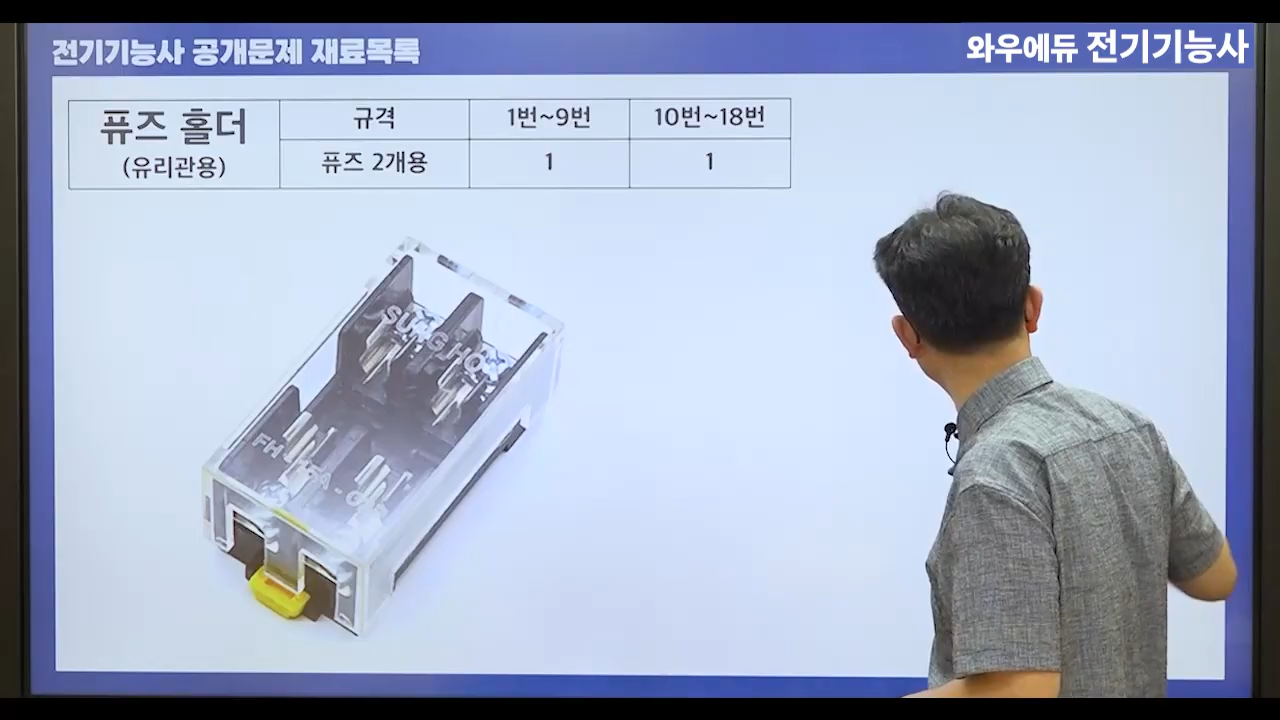 전기기능사 공개문제 재료목록
와우에듀 전기기능사
퓨즈 홀더
(유리관용)
규격
1번~9번
10번~18번
퓨즈 2개용
1
1
SUNG HO